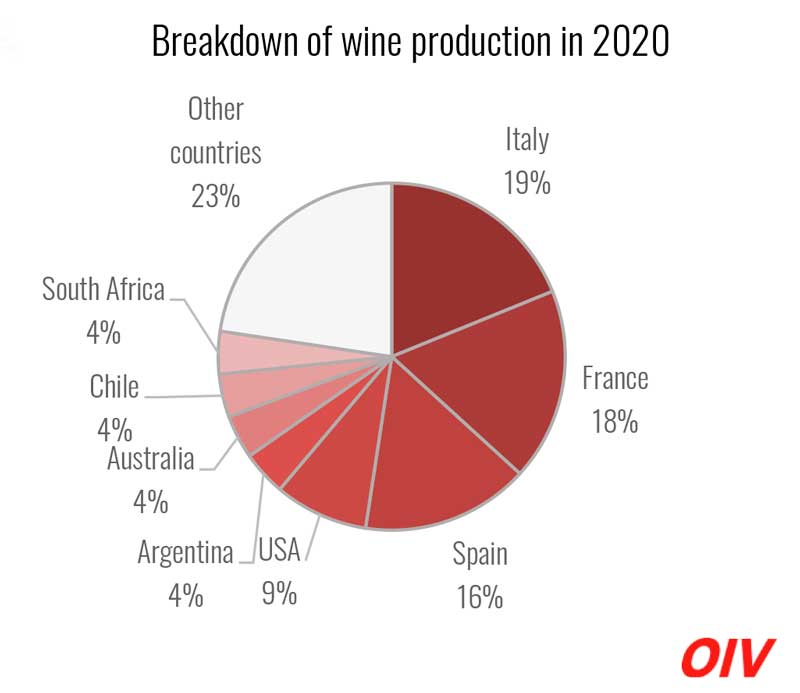 Breakdown of wine production in 2020
Other
countries
23%
Italy
19%
South Africa
4%
France
18%
Chile
4%
Australia
4%
Argentina
4%
USA
9%
Spain
16%
OIV